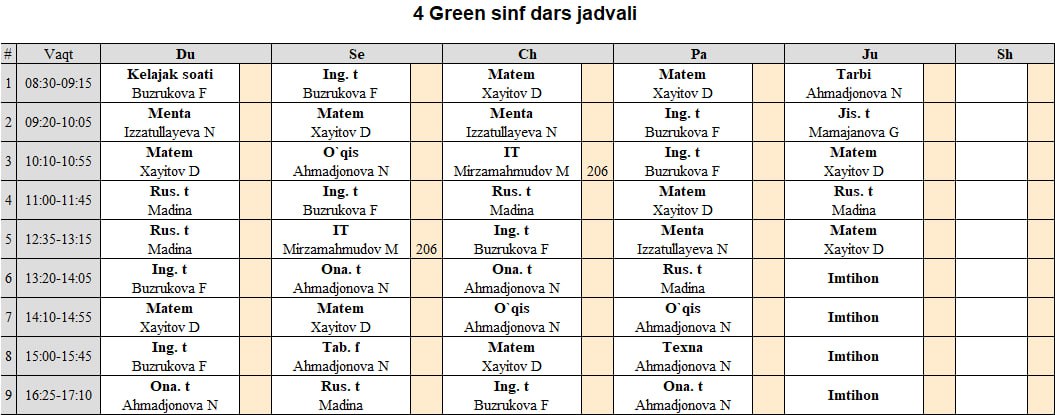 4 Green sinf dars jadvali
# Vaqt Du Se Ch Pa Ju Sh
1 08:30-09:15 Kelajak soati Ing. t Matem Matem Tarbi
Buzrukova F Buzrukova F Xayitov D Xayitov D Ahmadjonova N
2 09:20-10:05 Menta Matem Menta Ing. t Jis. t
Izzatullayeva N Xayitov D Izzatullayeva N Buzrukova F Mamajanova G
3 10:10-10:55 Matem O`qis IT Ing. t Matem
Xayitov D Ahmadjonova N Mirzamahmudov M 206 Buzrukova F Xayitov D
4 11:00-11:45 Rus. t Ing. t Rus. t Matem Rus. t
Madina Buzrukova F Madina Xayitov D Madina
5 12:35-13:15 Rus. t IT Ing. t Menta Matem
Madina Mirzamahmudov M 206 Buzrukova F Izzatullayeva N Xayitov D
6 13:20-14:05 Ing. t Ona. t Ona. t Rus. t Imtihon
Buzrukova F Ahmadjonova N Ahmadjonova N Madina
7 14:10-14:55 Matem Matem O`qis O`qis Imtihon
Xayitov D Xayitov D Ahmadjonova N Ahmadjonova N
8 15:00-15:45 Ing. t Tab. f Matem Texna Imtihon
Buzrukova F Ahmadjonova N Xayitov D Ahmadjonova N
9 16:25-17:10 Ona. t Rus. t Ing. t Ona. t Imtihon
Ahmadjonova N Madina Buzrukova F Ahmadjonova N